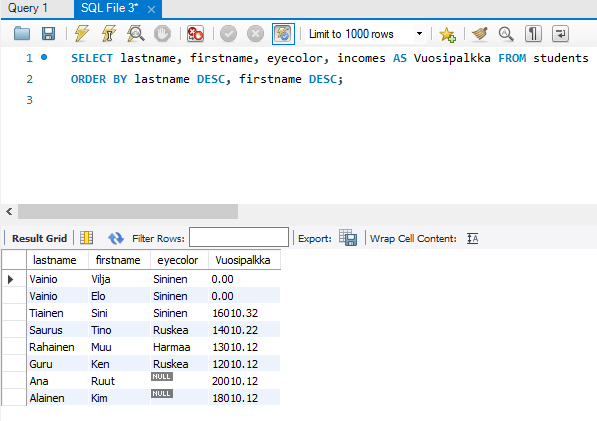 Query 1 SQL File 3* ×
Limit to 1000 rows
1 SELECT lastname, firstname, eyecolor, incomes AS Vuosipalkka FROM students
2 ORDER BY lastname DESC, firstname DESC;
3
Result Grid Filter Rows: Export: Wrap Cell Content: IA
lastname firstname eyecolor Vuosipalkka
Vainio Vilja Sininen 0.00
Vainio Elo Sininen 0.00
Tiainen Sini Sininen 16010.32
Saurus Tino Ruskea 14010.22
Rahainen Muu Harmaa 13010.12
Guru Ken Ruskea 12010.12
Ana Ruut NULL 20010.12
Alainen Kim NULL 18010.12